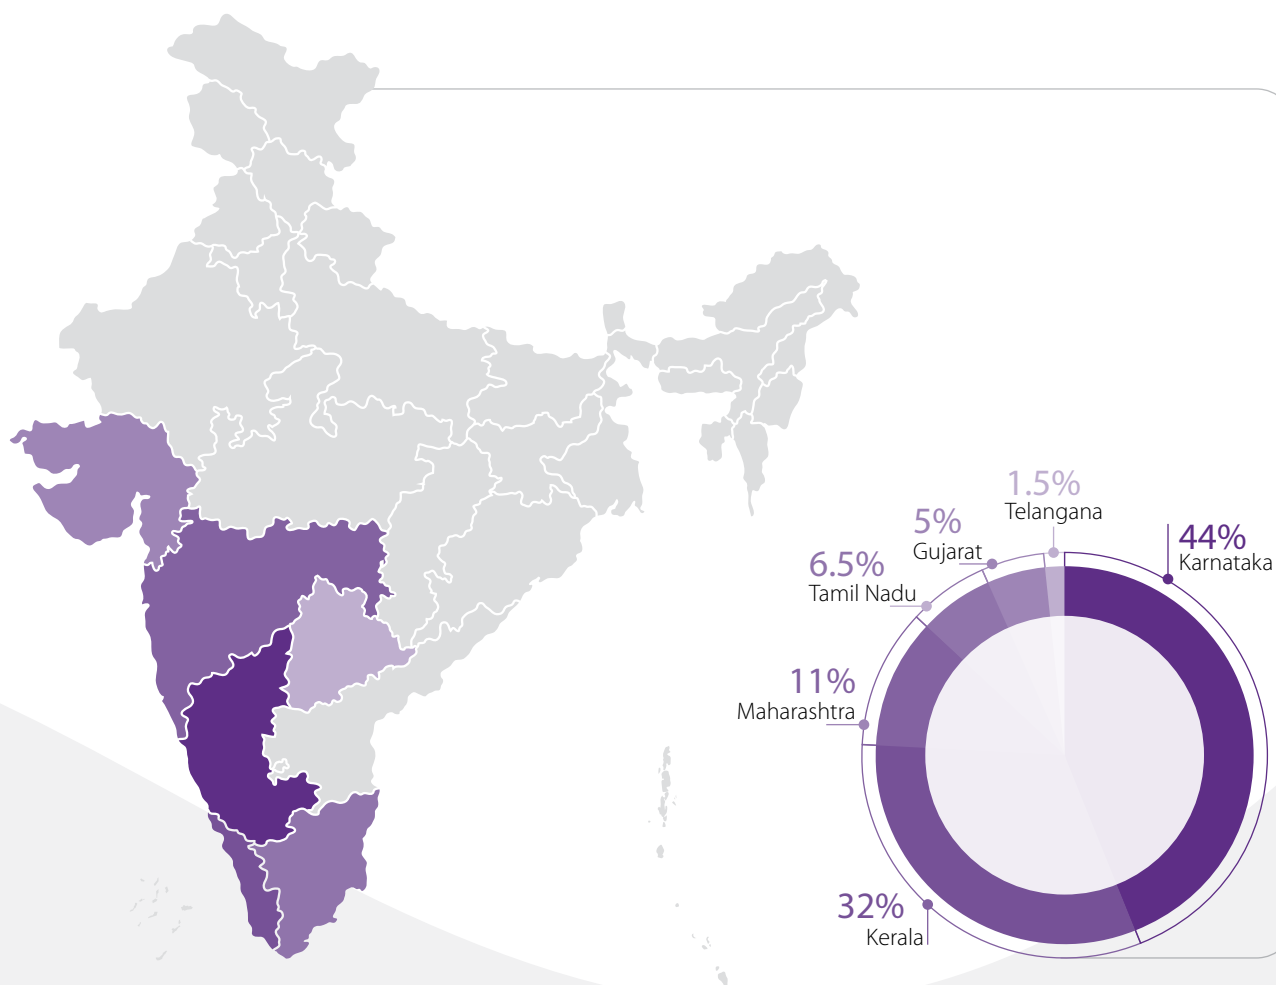 1.5%
Telangana
5%
Gujarat
44%
Karnataka
6.5%
Tamil Nadu
11%
Maharashtra
32%
Kerala